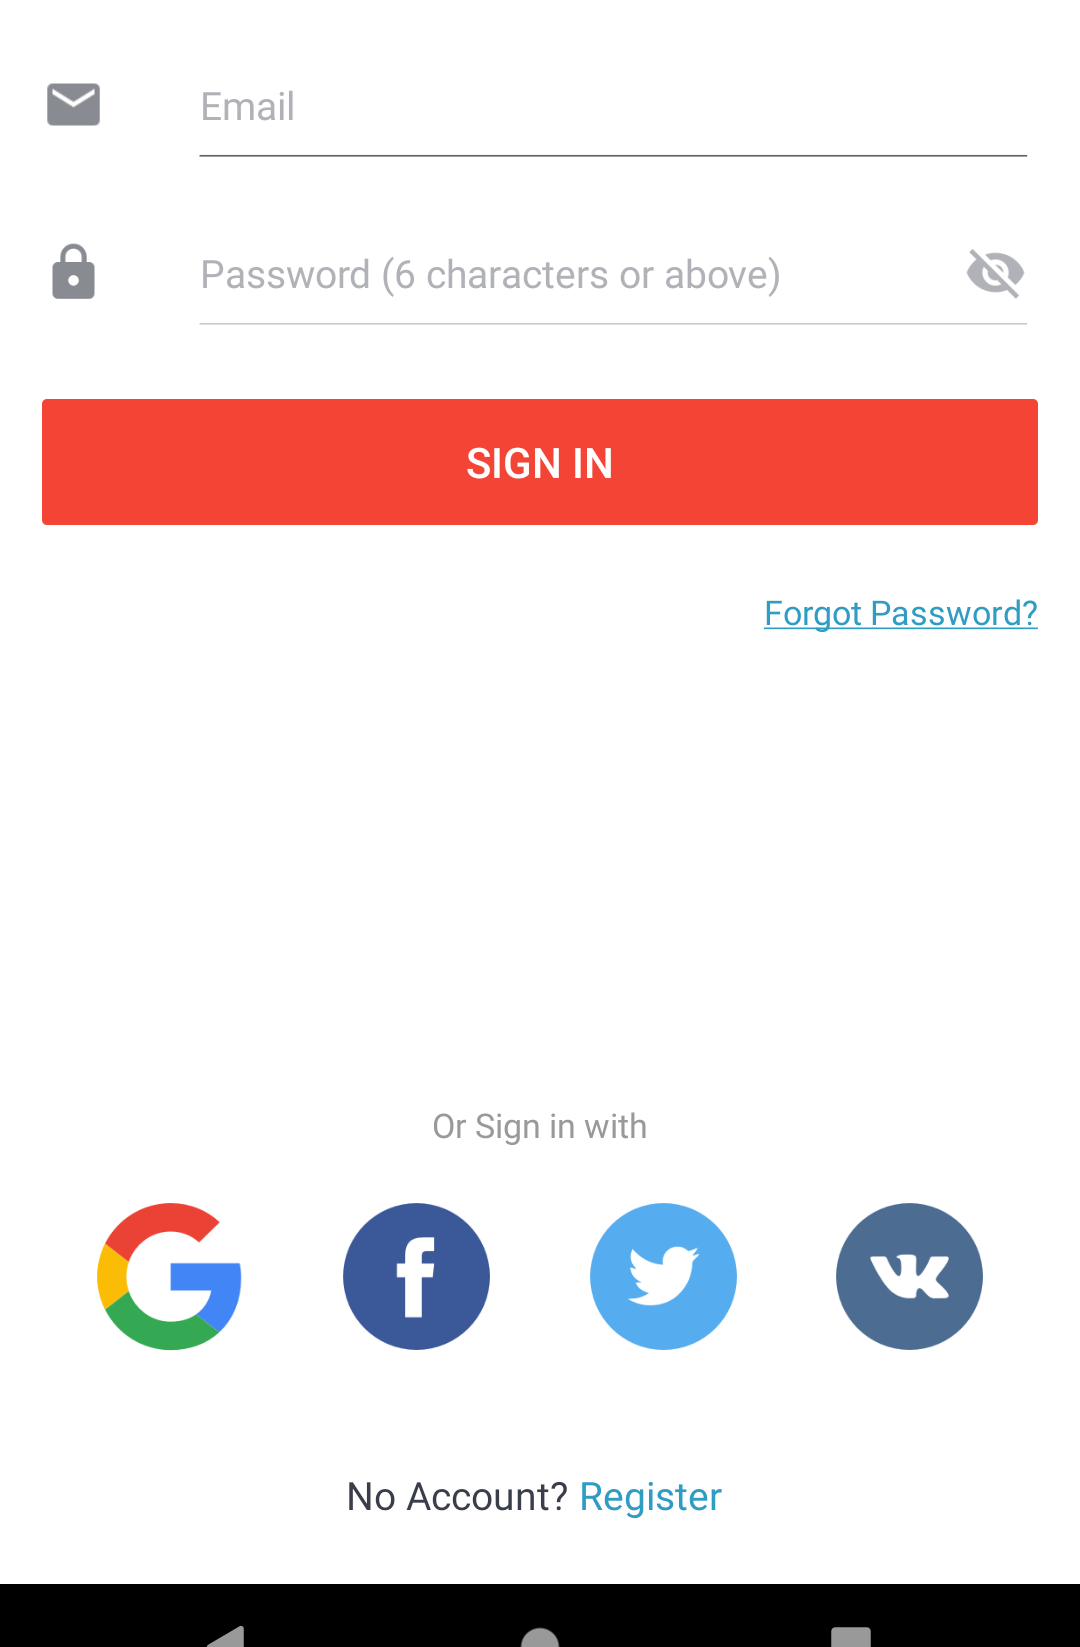 Email
Password (6 characters or above)
SIGN IN
Forgot Password?
Or Sign in with
No Account? Register